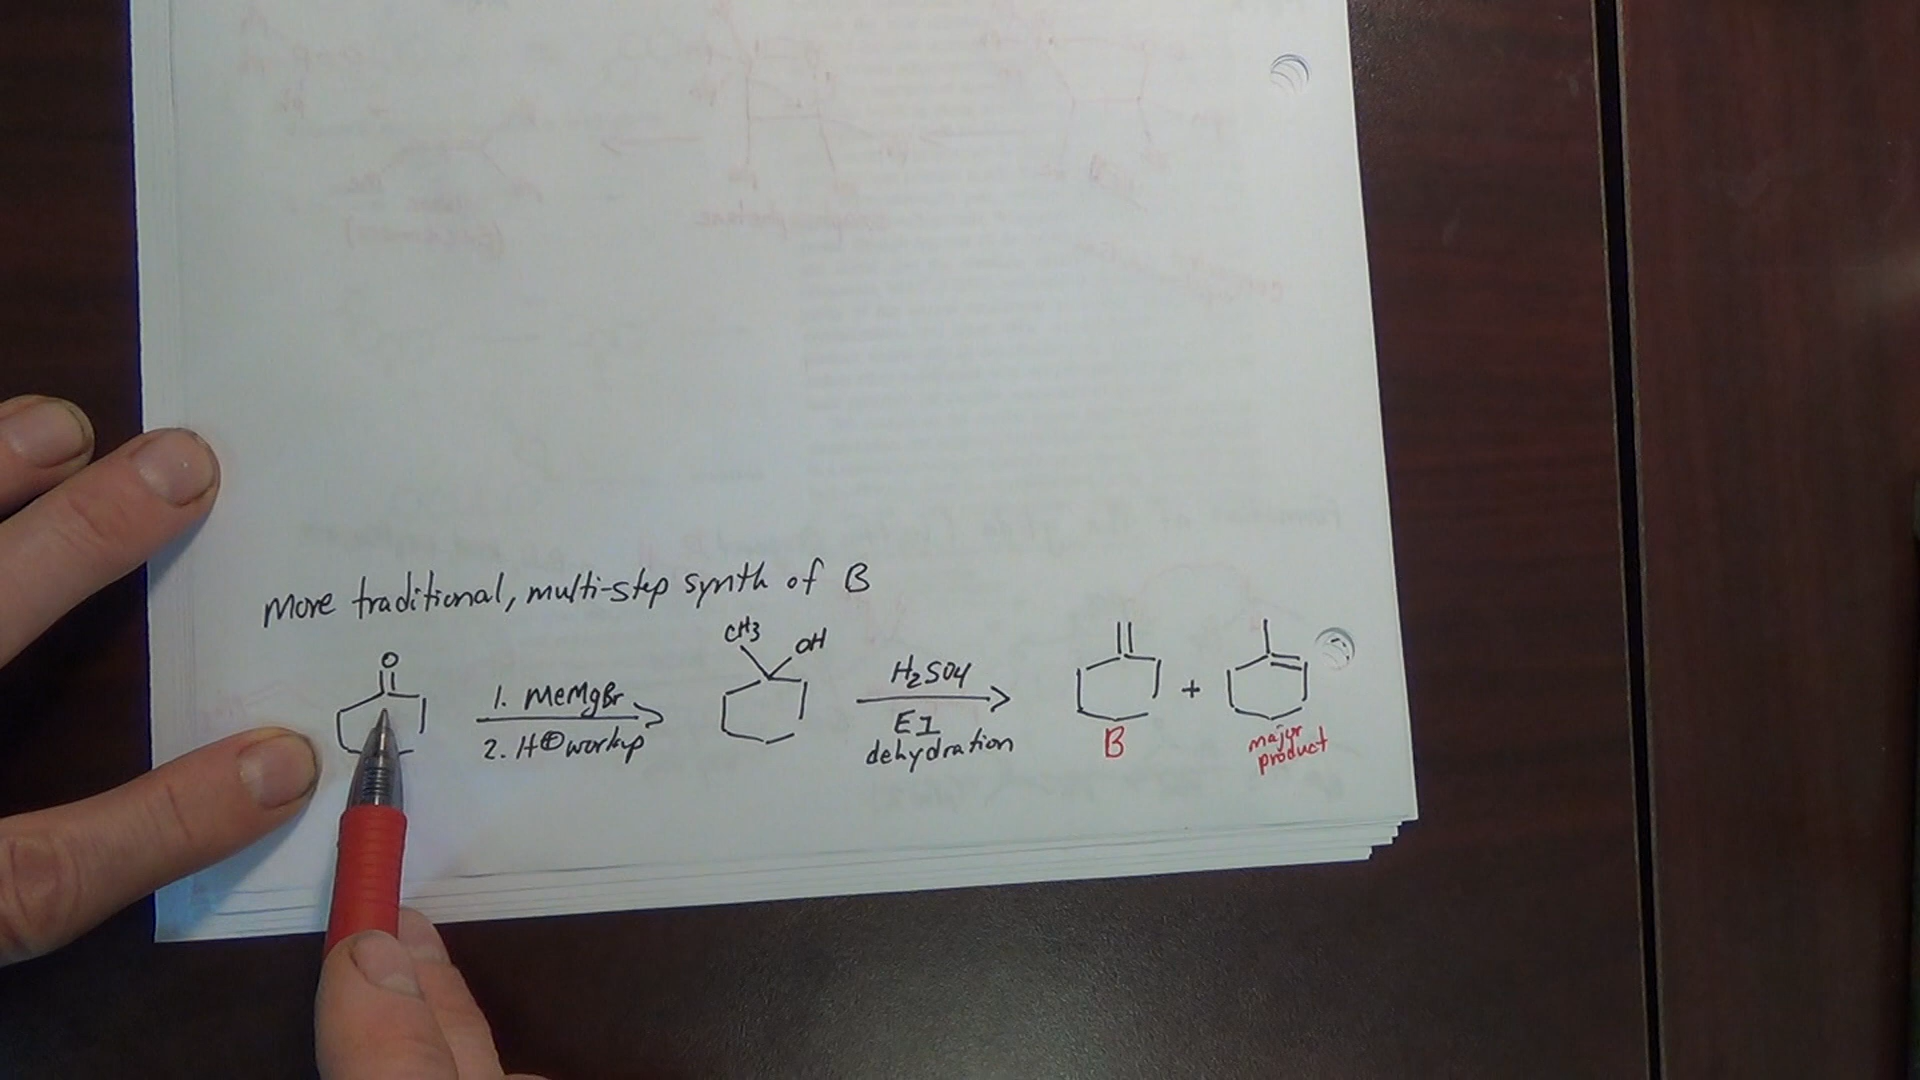 More traditional, multi-step synth of B
O
1. MeMgBr
2. H⊕ workup
CH3
OH
H2SO4
E1
dehydration
B
+
major
product